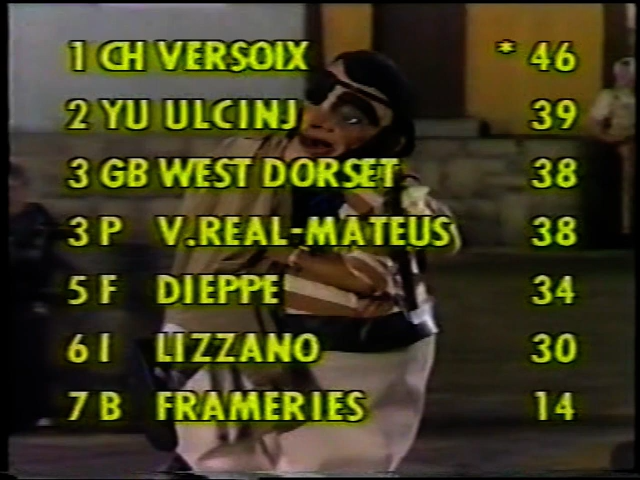 1 CH VERSOIX * 46
2 YU ULCINJ 39
3 GB WEST DORSET 38
3 P V.REAL-MATEUS 38
5 F DIEPPE 34
6 I LIZZANO 30
7 B FRAMERIES 14